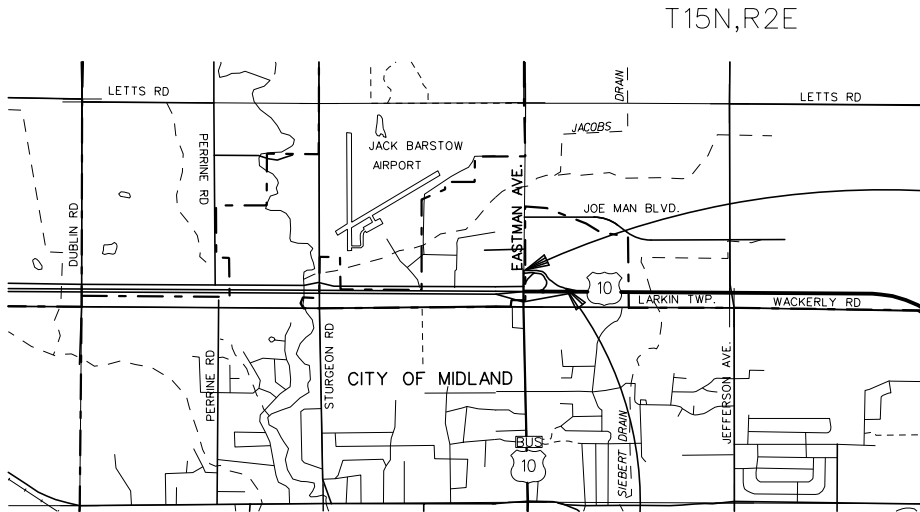 T15N,R2E
LETTS RD
LETTS RD
DRAIN
JACOBS
PERRINE RD
JACK BARSTOW
AIRPORT
EASTMAN AVE.
JOE MAN BLVD.
DUBLIN RD
10
LARKIN TWP.
WACKERLY RD
PERRINE RD
STURGEON RD
CITY OF MIDLAND
JEFFERSON AVE.
SIEBERT DRAIN
BUS
10